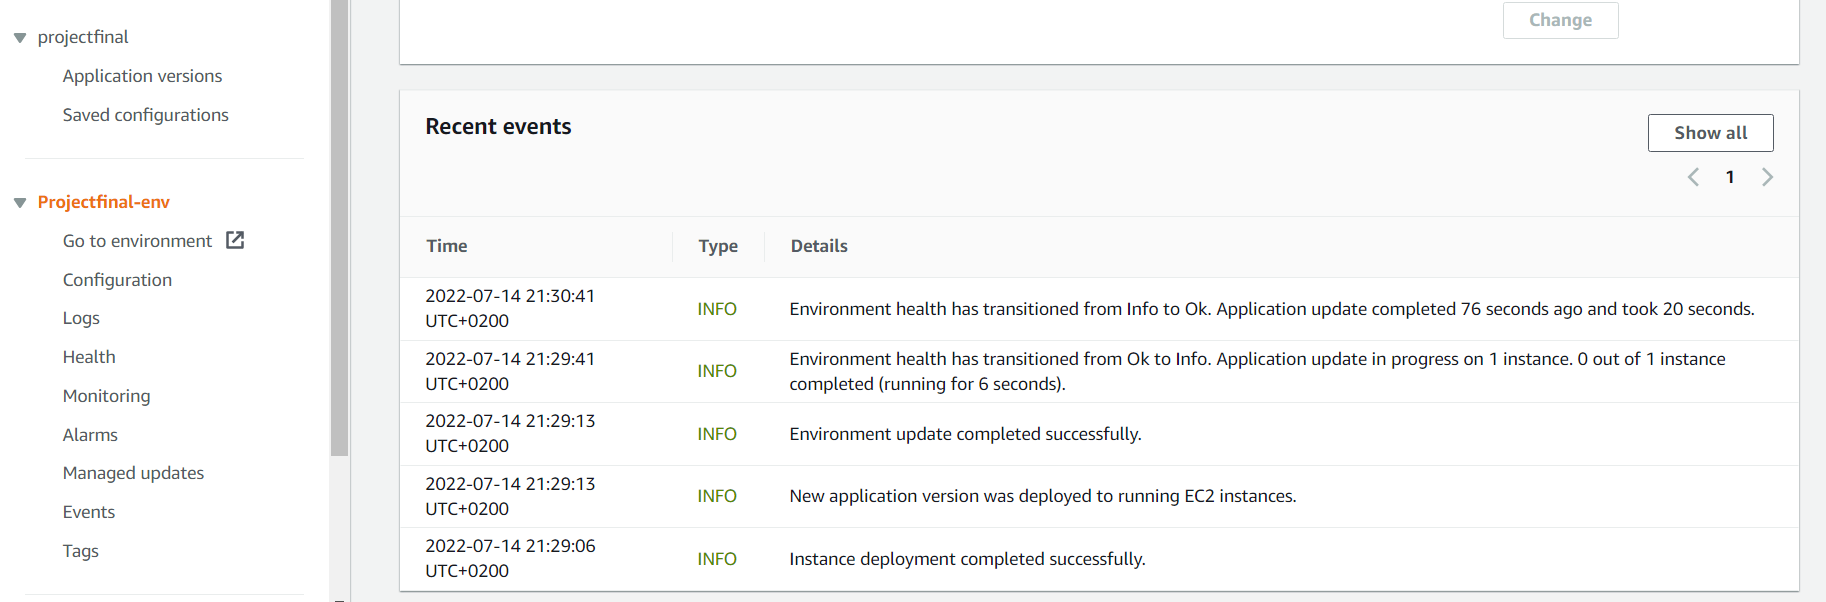 projectfinal
Application versions
Saved configurations
Projectfinal-env
Go to environment
Configuration
Logs
Health
Monitoring
Alarms
Managed updates
Events
Tags
Change
Recent events
Show all
1
Time Type Details
2022-07-14 21:30:41
UTC+0200
INFO
Environment health has transitioned from Info to Ok. Application update completed 76 seconds ago and took 20 seconds.
2022-07-14 21:29:41
UTC+0200
INFO
Environment health has transitioned from Ok to Info. Application update in progress on 1 instance. 0 out of 1 instance
completed (running for 6 seconds).
2022-07-14 21:29:13
UTC+0200
INFO
Environment update completed successfully.
2022-07-14 21:29:13
UTC+0200
INFO
New application version was deployed to running EC2 instances.
2022-07-14 21:29:06
UTC+0200
INFO
Instance deployment completed successfully.